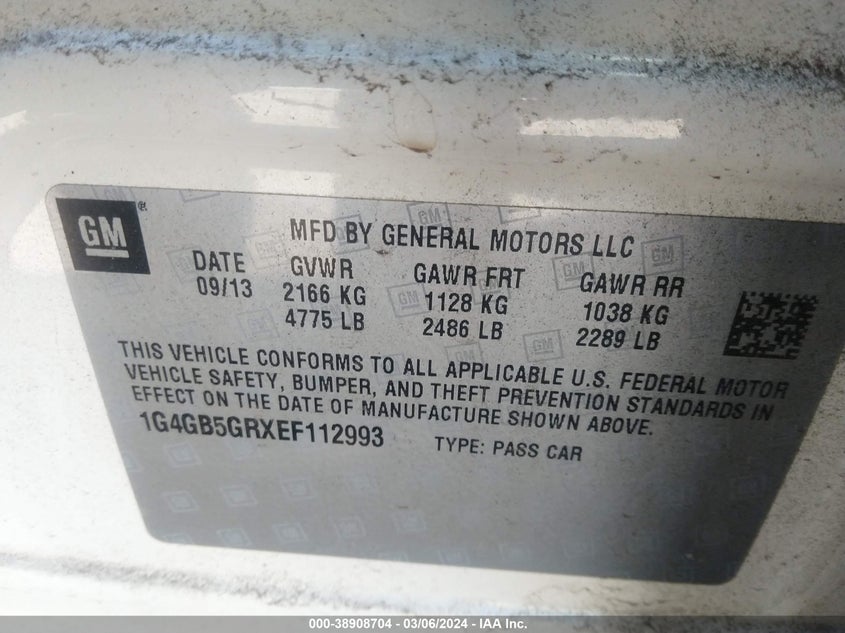 GM
MFD BY GENERAL MOTORS LLC
DATE GVWR GAWR FRT GAWR RR
09/13 2166 KG 1128 KG 1038 KG
4775 LB 2486 LB 2289 LB
THIS VEHICLE CONFORMS TO ALL APPLICABLE U.S. FEDERAL MOTOR
VEHICLE SAFETY, BUMPER, AND THEFT PREVENTION STANDARDS IN
EFFECT ON THE DATE OF MANUFACTURE SHOWN ABOVE.
1G4GB5GRXEF112993 TYPE: PASS CAR
000-38908704 - 03/06/2024 - IAA Inc.